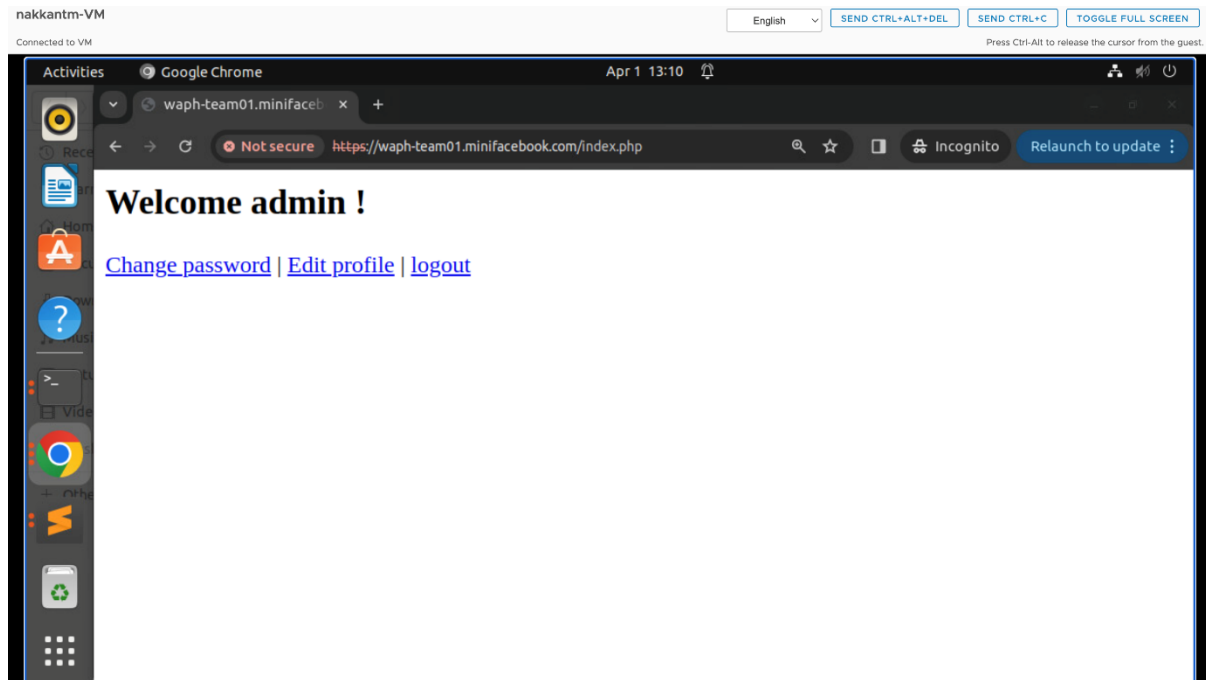 nakkantm-VM
English
SEND CTRL+ALT+DEL
SEND CTRL+C
TOGGLE FULL SCREEN
Connected to VM
Press Ctrl-Alt to release the cursor from the guest.
Activities
Google Chrome
Apr 1 13:10
waph-team01.minifaceb
Not secure
https://waph-team01.minifacebook.com/index.php
Incognito
Relaunch to update
Welcome admin !
Change password | Edit profile | logout